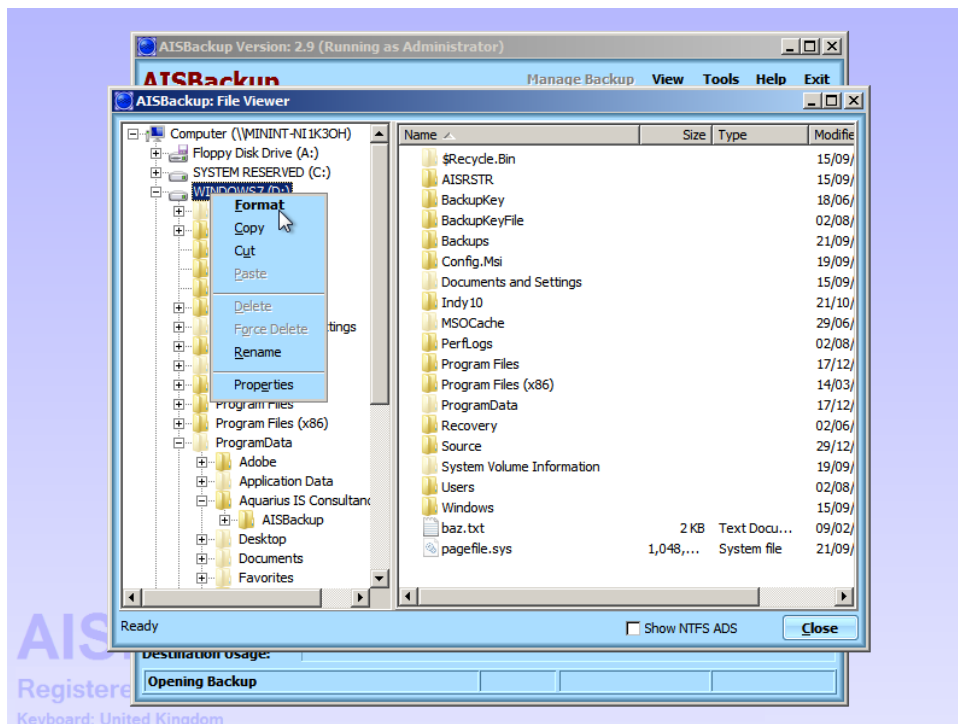 AISBackup Version: 2.9 (Running as Administrator)
AISBackup
Manage Backup View Tools Help Exit
AISBackup: File Viewer
Computer (\\MININT-NI1K3OH)
Floppy Disk Drive (A:)
SYSTEM RESERVED (C:)
WINDOWS7 (D:)
Format
Copy
Cut
Paste
Delete
Force Delete
Rename
Properties
tings
Program Files
Program Files (x86)
ProgramData
Adobe
Application Data
Aquarius IS Consultanc
AISBackup
Desktop
Documents
Favorites
Name Size Type Modifie
$Recycle.Bin 15/09/
AISRSTR 15/09/
BackupKey 18/06/
BackupKeyFile 02/08/
Backups 21/09/
Config.Msi 19/09/
Documents and Settings 15/09/
Indy10 21/10/
MSOCache 29/06/
PerfLogs 02/08/
Program Files 17/12/
Program Files (x86) 14/03/
ProgramData 17/12/
Recovery 02/06/
Source 29/12/
System Volume Information 19/09/
Users 02/08/
Windows 15/09/
baz.txt 2 KB Text Docu... 09/02/
pagefile.sys 1,048,... System file 21/09/
Ready
Show NTFS ADS
Close
Destination Usage:
Opening Backup
AIS
Registere
Keyboard: United Kingdom